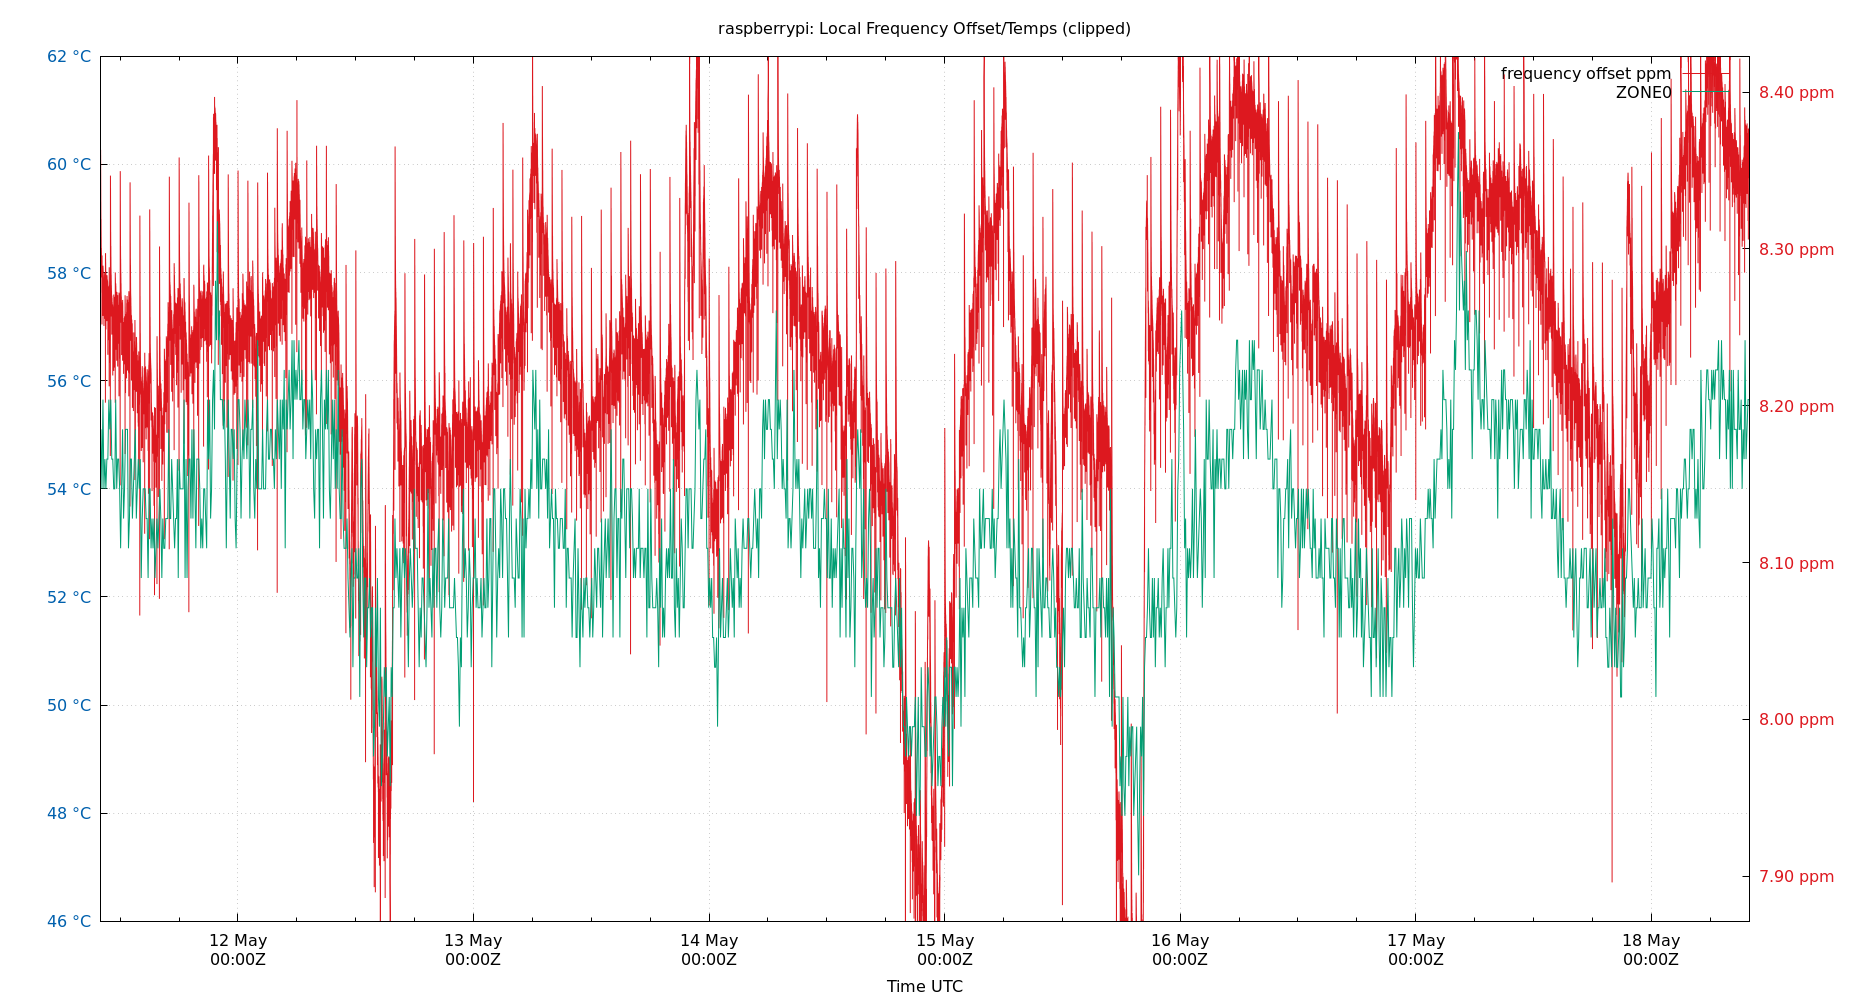 raspberrypi: Local Frequency Offset/Temps (clipped)
62 °C
60 °C
58 °C
56 °C
54 °C
52 °C
50 °C
48 °C
46 °C
frequency offset ppm
ZONE0
8.40 ppm
8.30 ppm
8.20 ppm
8.10 ppm
8.00 ppm
7.90 ppm
12 May
00:00Z
13 May
00:00Z
14 May
00:00Z
15 May
00:00Z
16 May
00:00Z
17 May
00:00Z
18 May
00:00Z
Time UTC